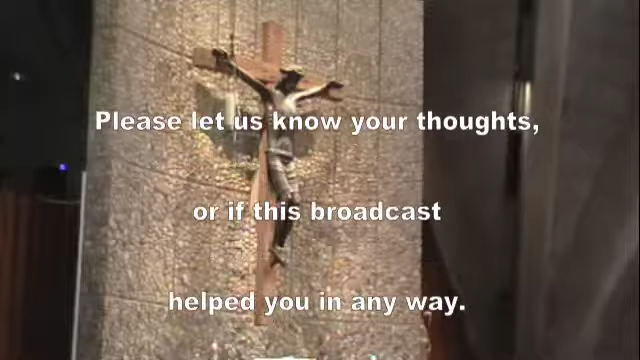 Please let us know your thoughts,
or if this broadcast
helped you in any way.